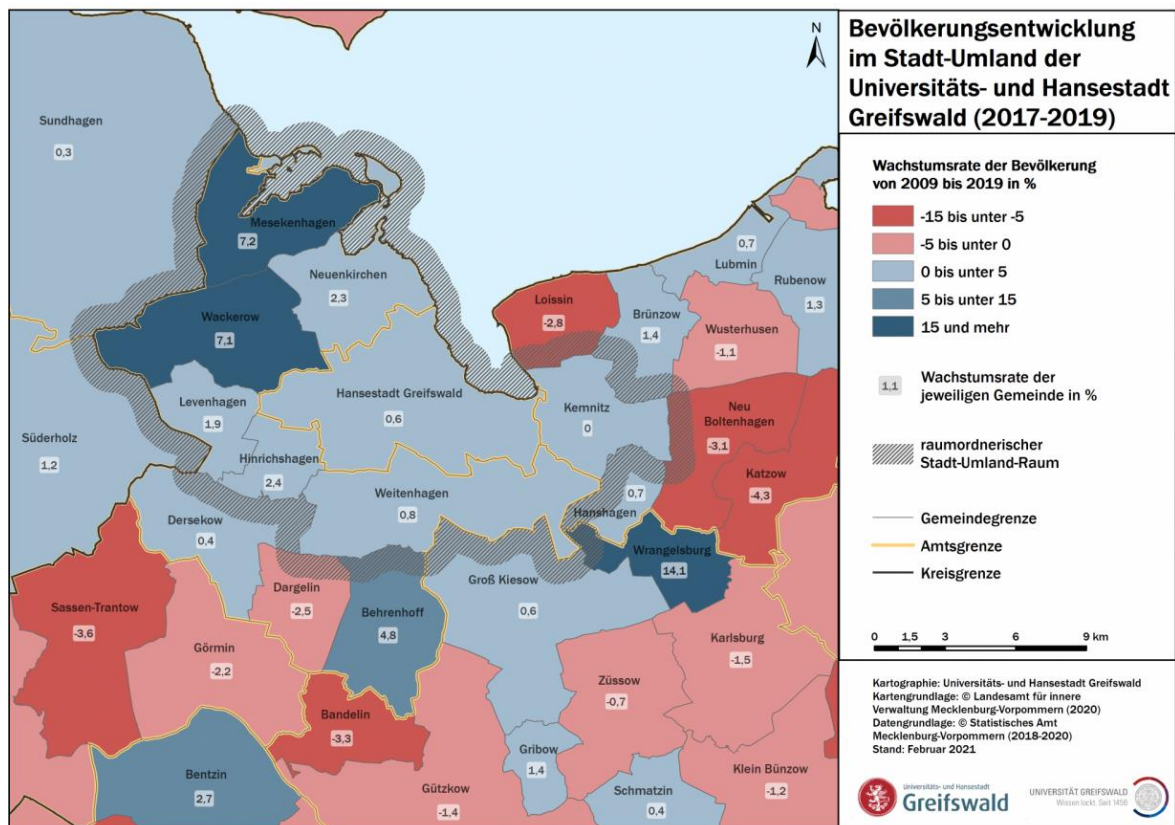 Bevölkerungsentwicklung
im Stadt-Umland der
Universitäts- und Hansestadt
Greifswald (2017-2019)
Wachstumsrate der Bevölkerung
von 2009 bis 2019 in %
-15 bis unter -5
-5 bis unter 0
0 bis unter 5
5 bis unter 15
15 und mehr
1,1
Wachstumsrate der
jeweiligen Gemeinde in %
raumordnerischer
Stadt-Umland-Raum
Gemeindegrenze
Amtsgrenze
Kreisgrenze
0 1,5 3 6 9 km
Kartographie: Universitäts- und Hansestadt Greifswald
Kartengrundlage: © Landesamt für innere
Verwaltung Mecklenburg-Vorpommern (2020)
Datengrundlage: © Statistisches Amt
Mecklenburg-Vorpommern (2018-2020)
Stand: Februar 2021
Universitäts- und Hansestadt
Greifswald
UNIVERSITÄT GREIFSWALD
Wissen lockt. Seit 1456
N
Sundhagen
0,3
Mesekenhagen
7,2
Neuenkirchen
2,3
Wackerow
7,1
Loissin
-2,8
Brünzow
1,4
0,7
Lubmin
Rubenow
1,3
Wusterhusen
-1,1
Levenhagen
1,9
Hansestadt Greifswald
0,6
Kemnitz
0
Neu
Boltenhagen
-3,1
Süderholz
1,2
Hinrichshagen
2,4
Katzow
-4,3
Weitenhagen
0,8
0,7
Hanshagen
Dersekow
0,4
Wrangelsburg
14,1
Sassen-Trantow
-3,6
Dargelin
-2,5
Behrenhoff
4,8
Groß Kiesow
0,6
Görmin
-2,2
Karlsburg
-1,5
Züssow
-0,7
Bandelin
-3,3
Gribow
1,4
Bentzin
2,7
Gützkow
-1,4
Schmatzin
0,4
Klein Bünzow
-1,2